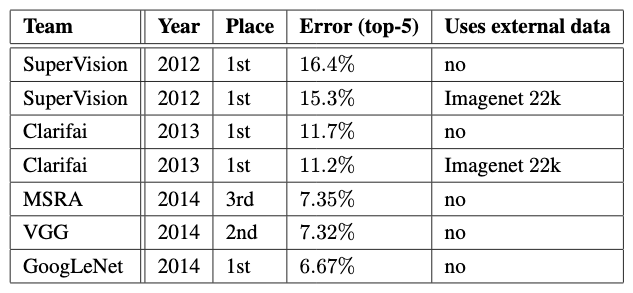 Team Year Place Error (top-5) Uses external data
SuperVision 2012 1st 16.4% no
SuperVision 2012 1st 15.3% Imagenet 22k
Clarifai 2013 1st 11.7% no
Clarifai 2013 1st 11.2% Imagenet 22k
MSRA 2014 3rd 7.35% no
VGG 2014 2nd 7.32% no
GoogLeNet 2014 1st 6.67% no